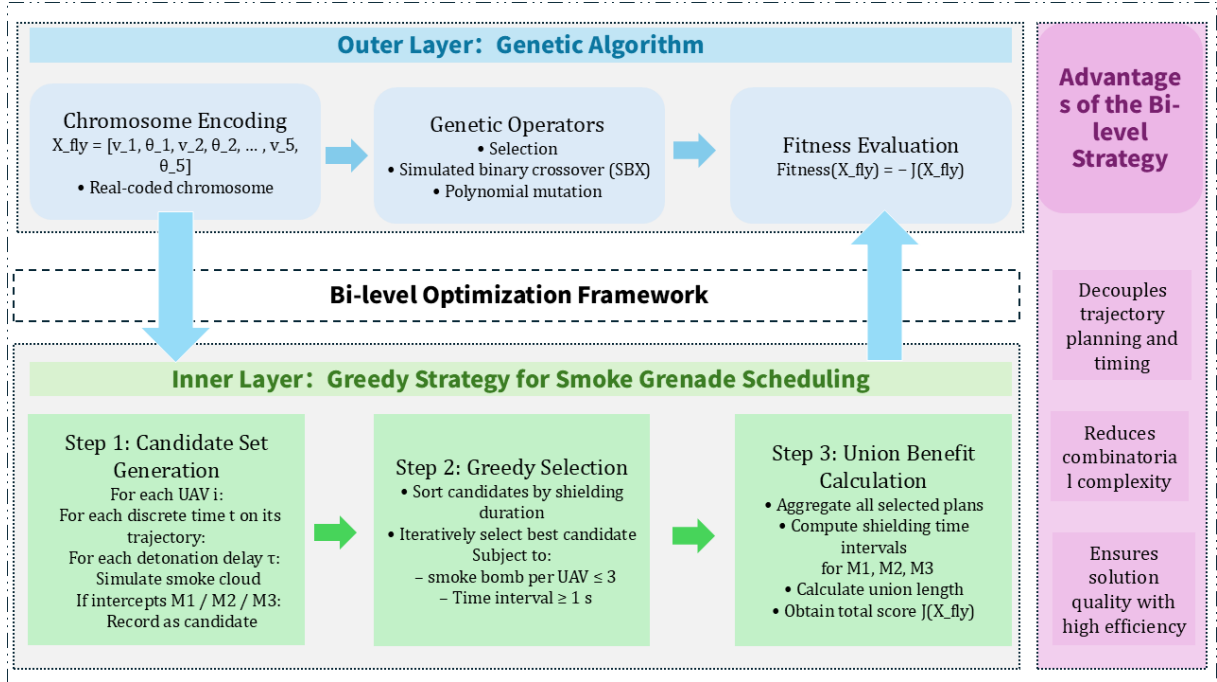 Outer Layer：Genetic Algorithm
Chromosome Encoding
X_fly = [v_1, θ_1, v_2, θ_2, ... , v_5,
θ_5]
• Real-coded chromosome
Genetic Operators
• Selection
• Simulated binary crossover (SBX)
• Polynomial mutation
Fitness Evaluation
Fitness(X_fly) = − J(X_fly)
Bi-level Optimization Framework
Inner Layer：Greedy Strategy for Smoke Grenade Scheduling
Step 1: Candidate Set
Generation
For each UAV i:
For each discrete time t on its
trajectory:
For each detonation delay τ:
Simulate smoke cloud
If intercepts M1 / M2 / M3:
Record as candidate
Step 2: Greedy Selection
• Sort candidates by shielding
duration
• Iteratively select best candidate
Subject to:
– smoke bomb per UAV ≤ 3
– Time interval ≥ 1 s
Step 3: Union Benefit
Calculation
• Aggregate all selected plans
• Compute shielding time
intervals
for M1, M2, M3
• Calculate union length
• Obtain total score J(X_fly)
Advantage
s of the Bi-
level
Strategy
Decouples
trajectory
planning and
timing
Reduces
combinatoria
l complexity
Ensures
solution
quality with
high efficiency